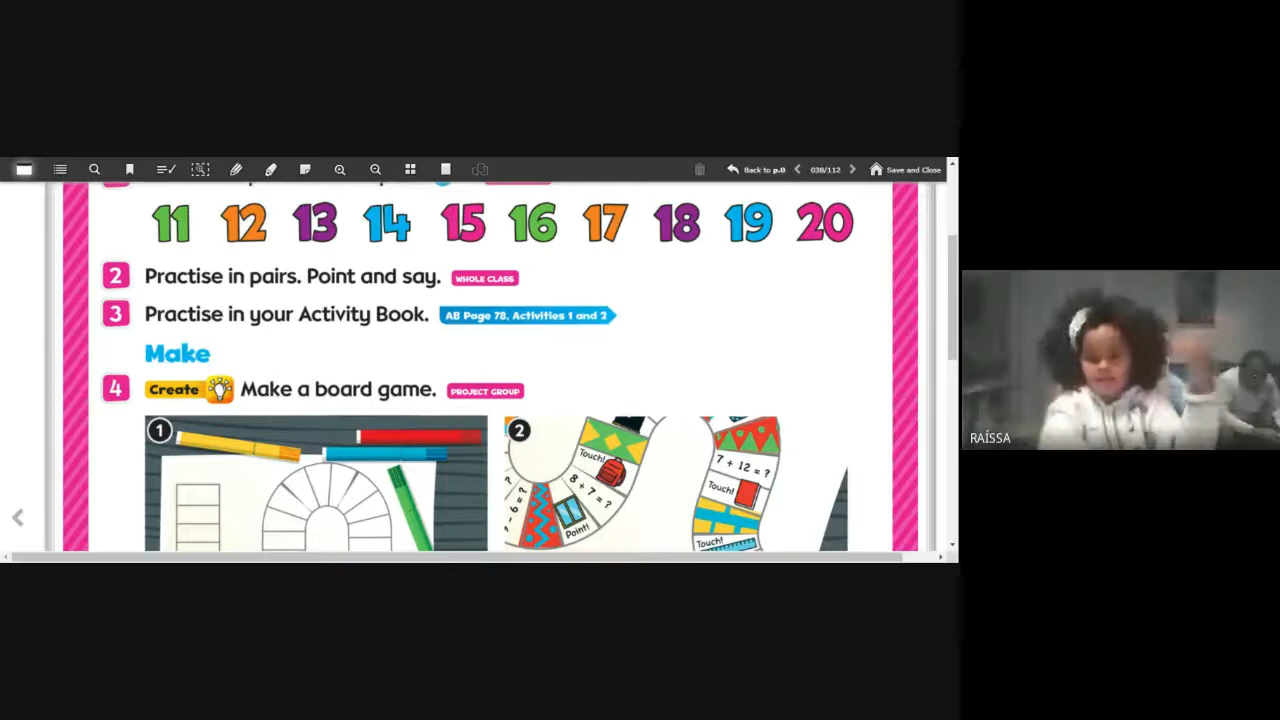 Back to p.0 038/112 Save and Close
11 12 13 14 15 16 17 18 19 20
2 Practise in pairs. Point and say. WHOLE CLASS
3 Practise in your Activity Book. AB Page 78. Activities 1 and 2
Make
4 Create Make a board game. PROJECT GROUP
1
2
Touch!
8 + 7 = ?
Point!
- 6 = ?
7 + 12 = ?
Touch!
Touch!
RAÍSSA